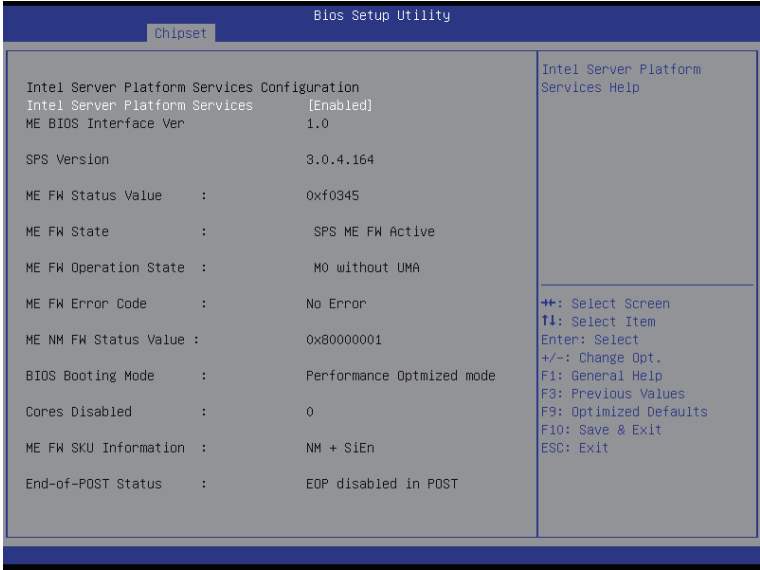 Bios Setup Utility
Chipset
Intel Server Platform Services Configuration
Intel Server Platform Services [Enabled]
ME BIOS Interface Ver 1.0
SPS Version 3.0.4.164
ME FW Status Value : 0xf0345
ME FW State : SPS ME FW Active
ME FW Operation State : M0 without UMA
ME FW Error Code : No Error
ME NM FW Status Value : 0x80000001
BIOS Booting Mode : Performance Optmized mode
Cores Disabled : 0
ME FW SKU Information : NM + SiEn
End-of-POST Status : EOP disabled in POST
Intel Server Platform
Services Help
→←: Select Screen
↑↓: Select Item
Enter: Select
+/-: Change Opt.
F1: General Help
F3: Previous Values
F9: Optimized Defaults
F10: Save & Exit
ESC: Exit